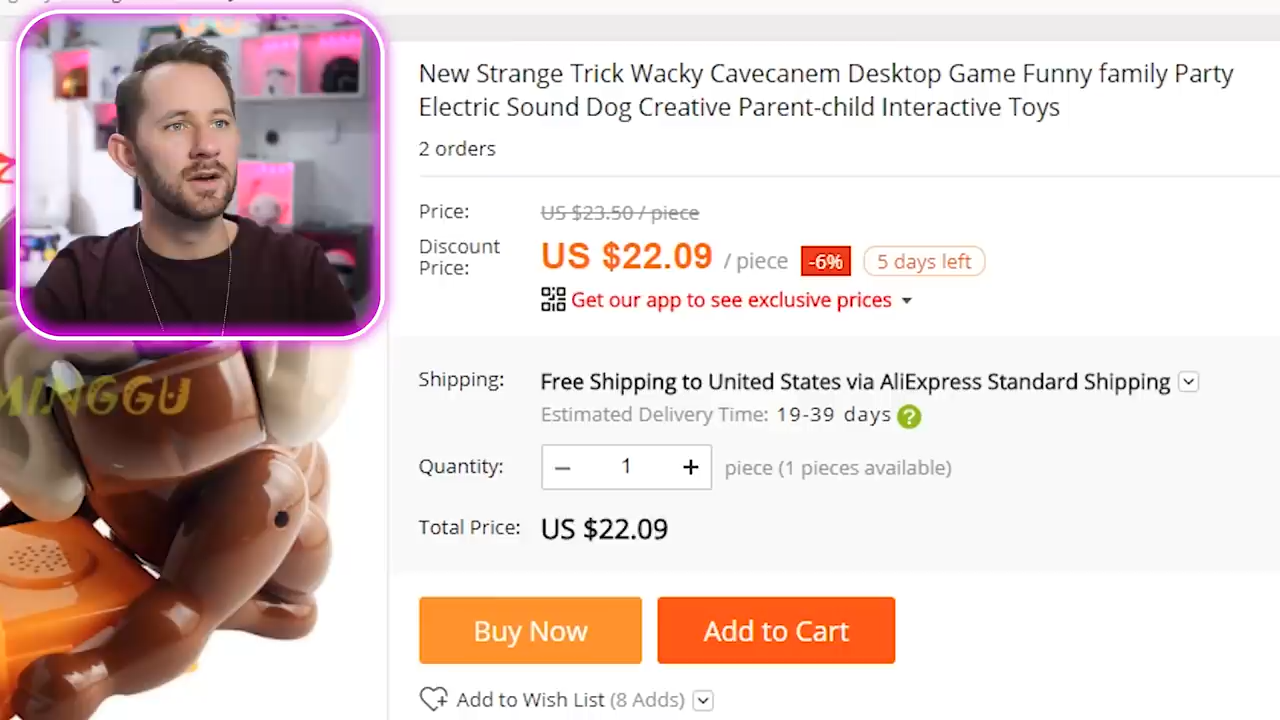 New Strange Trick Wacky Cavecanem Desktop Game Funny family Party
Electric Sound Dog Creative Parent-child Interactive Toys
2 orders
Price: US $23.50 / piece
Discount Price: US $22.09 / piece -6% 5 days left
Get our app to see exclusive prices
Shipping: Free Shipping to United States via AliExpress Standard Shipping
Estimated Delivery Time: 19-39 days ?
Quantity: − 1 + piece (1 pieces available)
Total Price: US $22.09
Buy Now Add to Cart
Add to Wish List (8 Adds)
MINGGU